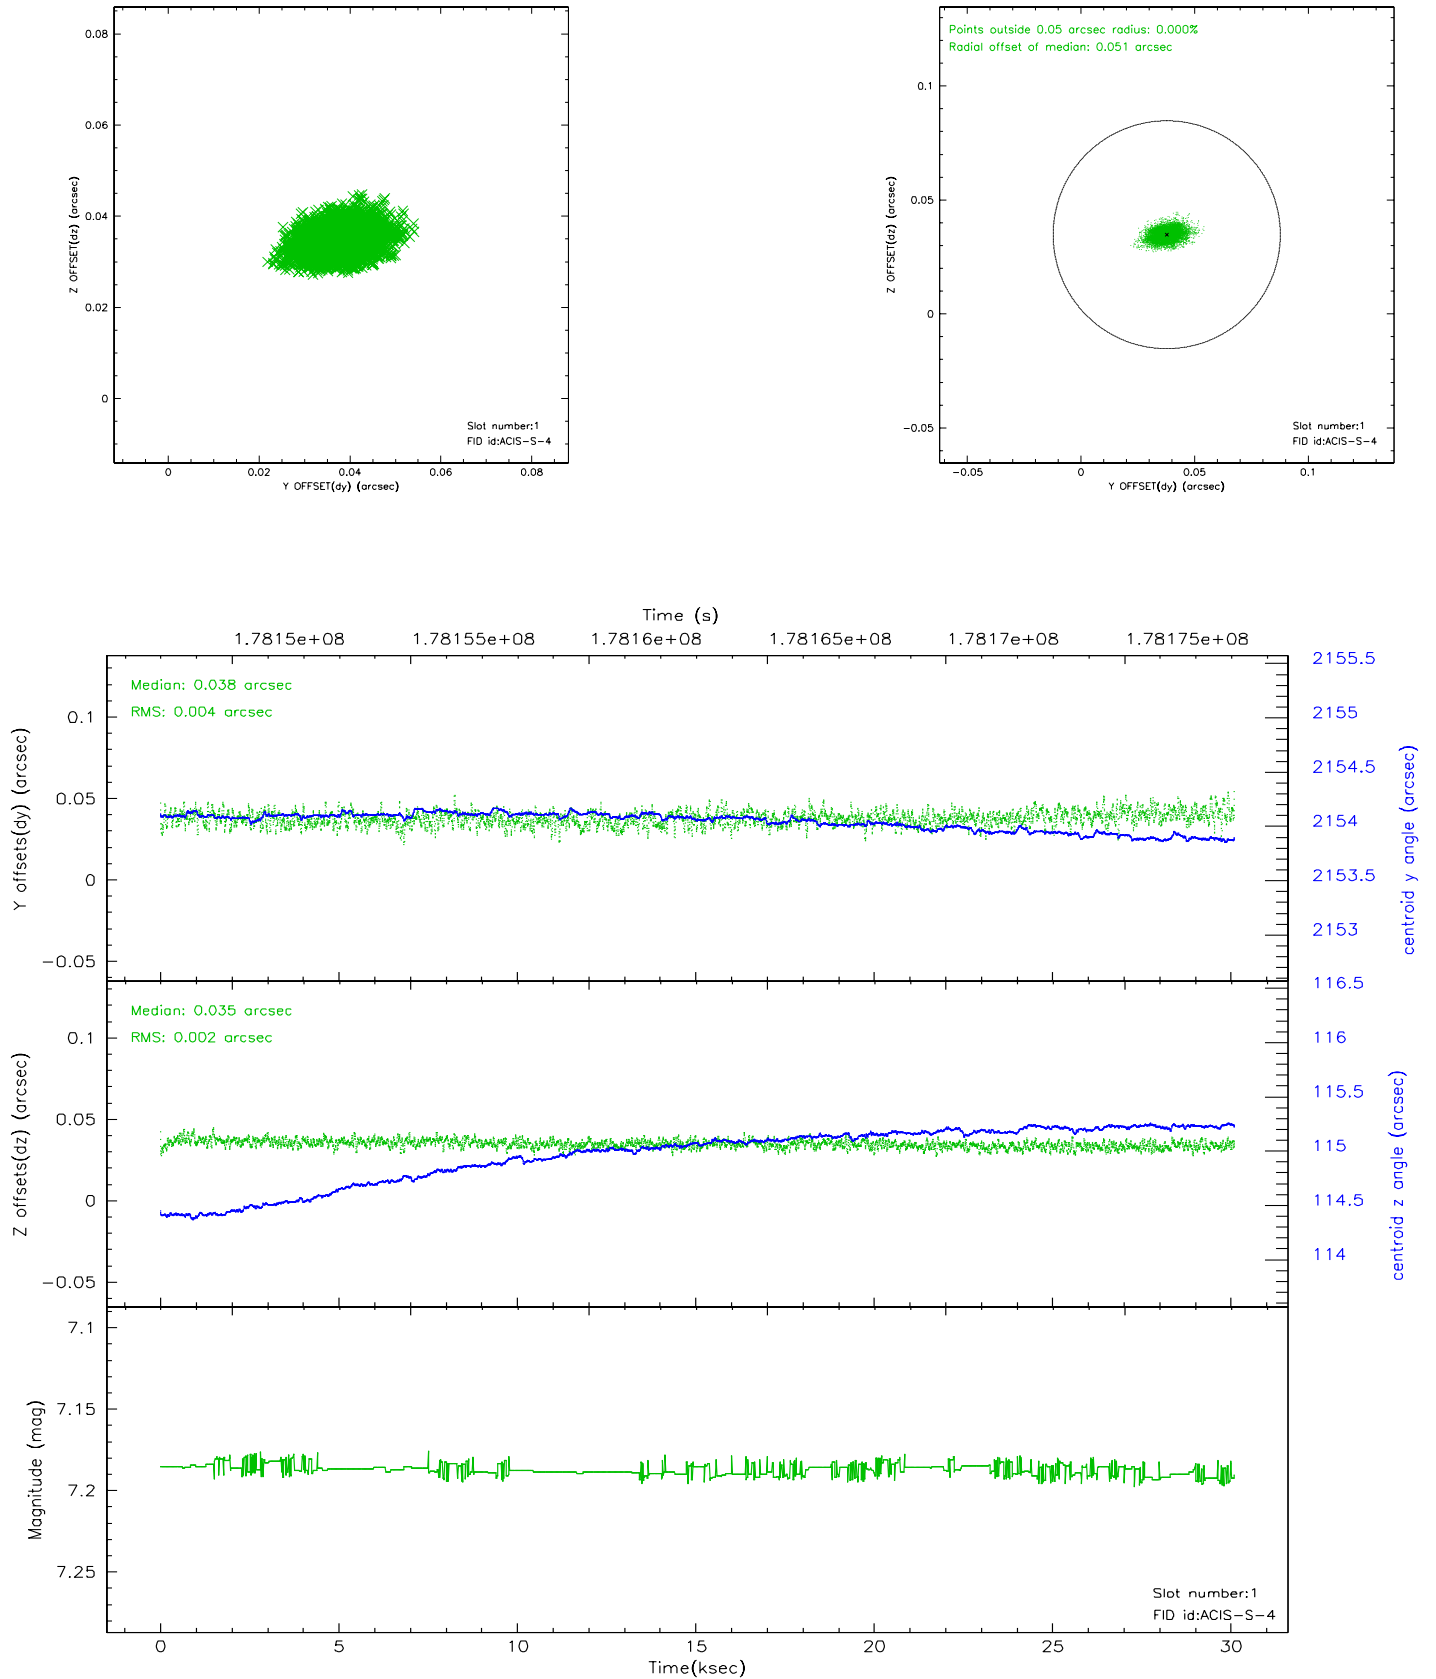 0.08
0.06
0.04
0.02
0
Z OFFSET(dz) (arcsec)
Slot number:1
FID id:ACIS-S-4
0 0.02 0.04 0.06 0.08
Y OFFSET(dy) (arcsec)
Points outside 0.05 arcsec radius: 0.000%
Radial offset of median: 0.051 arcsec
0.1
0.05
0
-0.05
Z OFFSET(dz) (arcsec)
Slot number:1
FID id:ACIS-S-4
-0.05 0 0.05 0.1
Y OFFSET(dy) (arcsec)
Time (s)
1.7815e+08 1.78155e+08 1.7816e+08 1.78165e+08 1.7817e+08 1.78175e+08
Median: 0.038 arcsec
RMS: 0.004 arcsec
0.1
0.05
0
-0.05
Y offsets(dy) (arcsec)
2155.5
2155
2154.5
2154
2153.5
2153
centroid y angle (arcsec)
Median: 0.035 arcsec
RMS: 0.002 arcsec
0.1
0.05
0
-0.05
Z offsets(dz) (arcsec)
116.5
116
115.5
115
114.5
114
centroid z angle (arcsec)
7.1
7.15
7.2
7.25
Magnitude (mag)
Slot number:1
FID id:ACIS-S-4
0 5 10 15 20 25 30
Time(ksec)